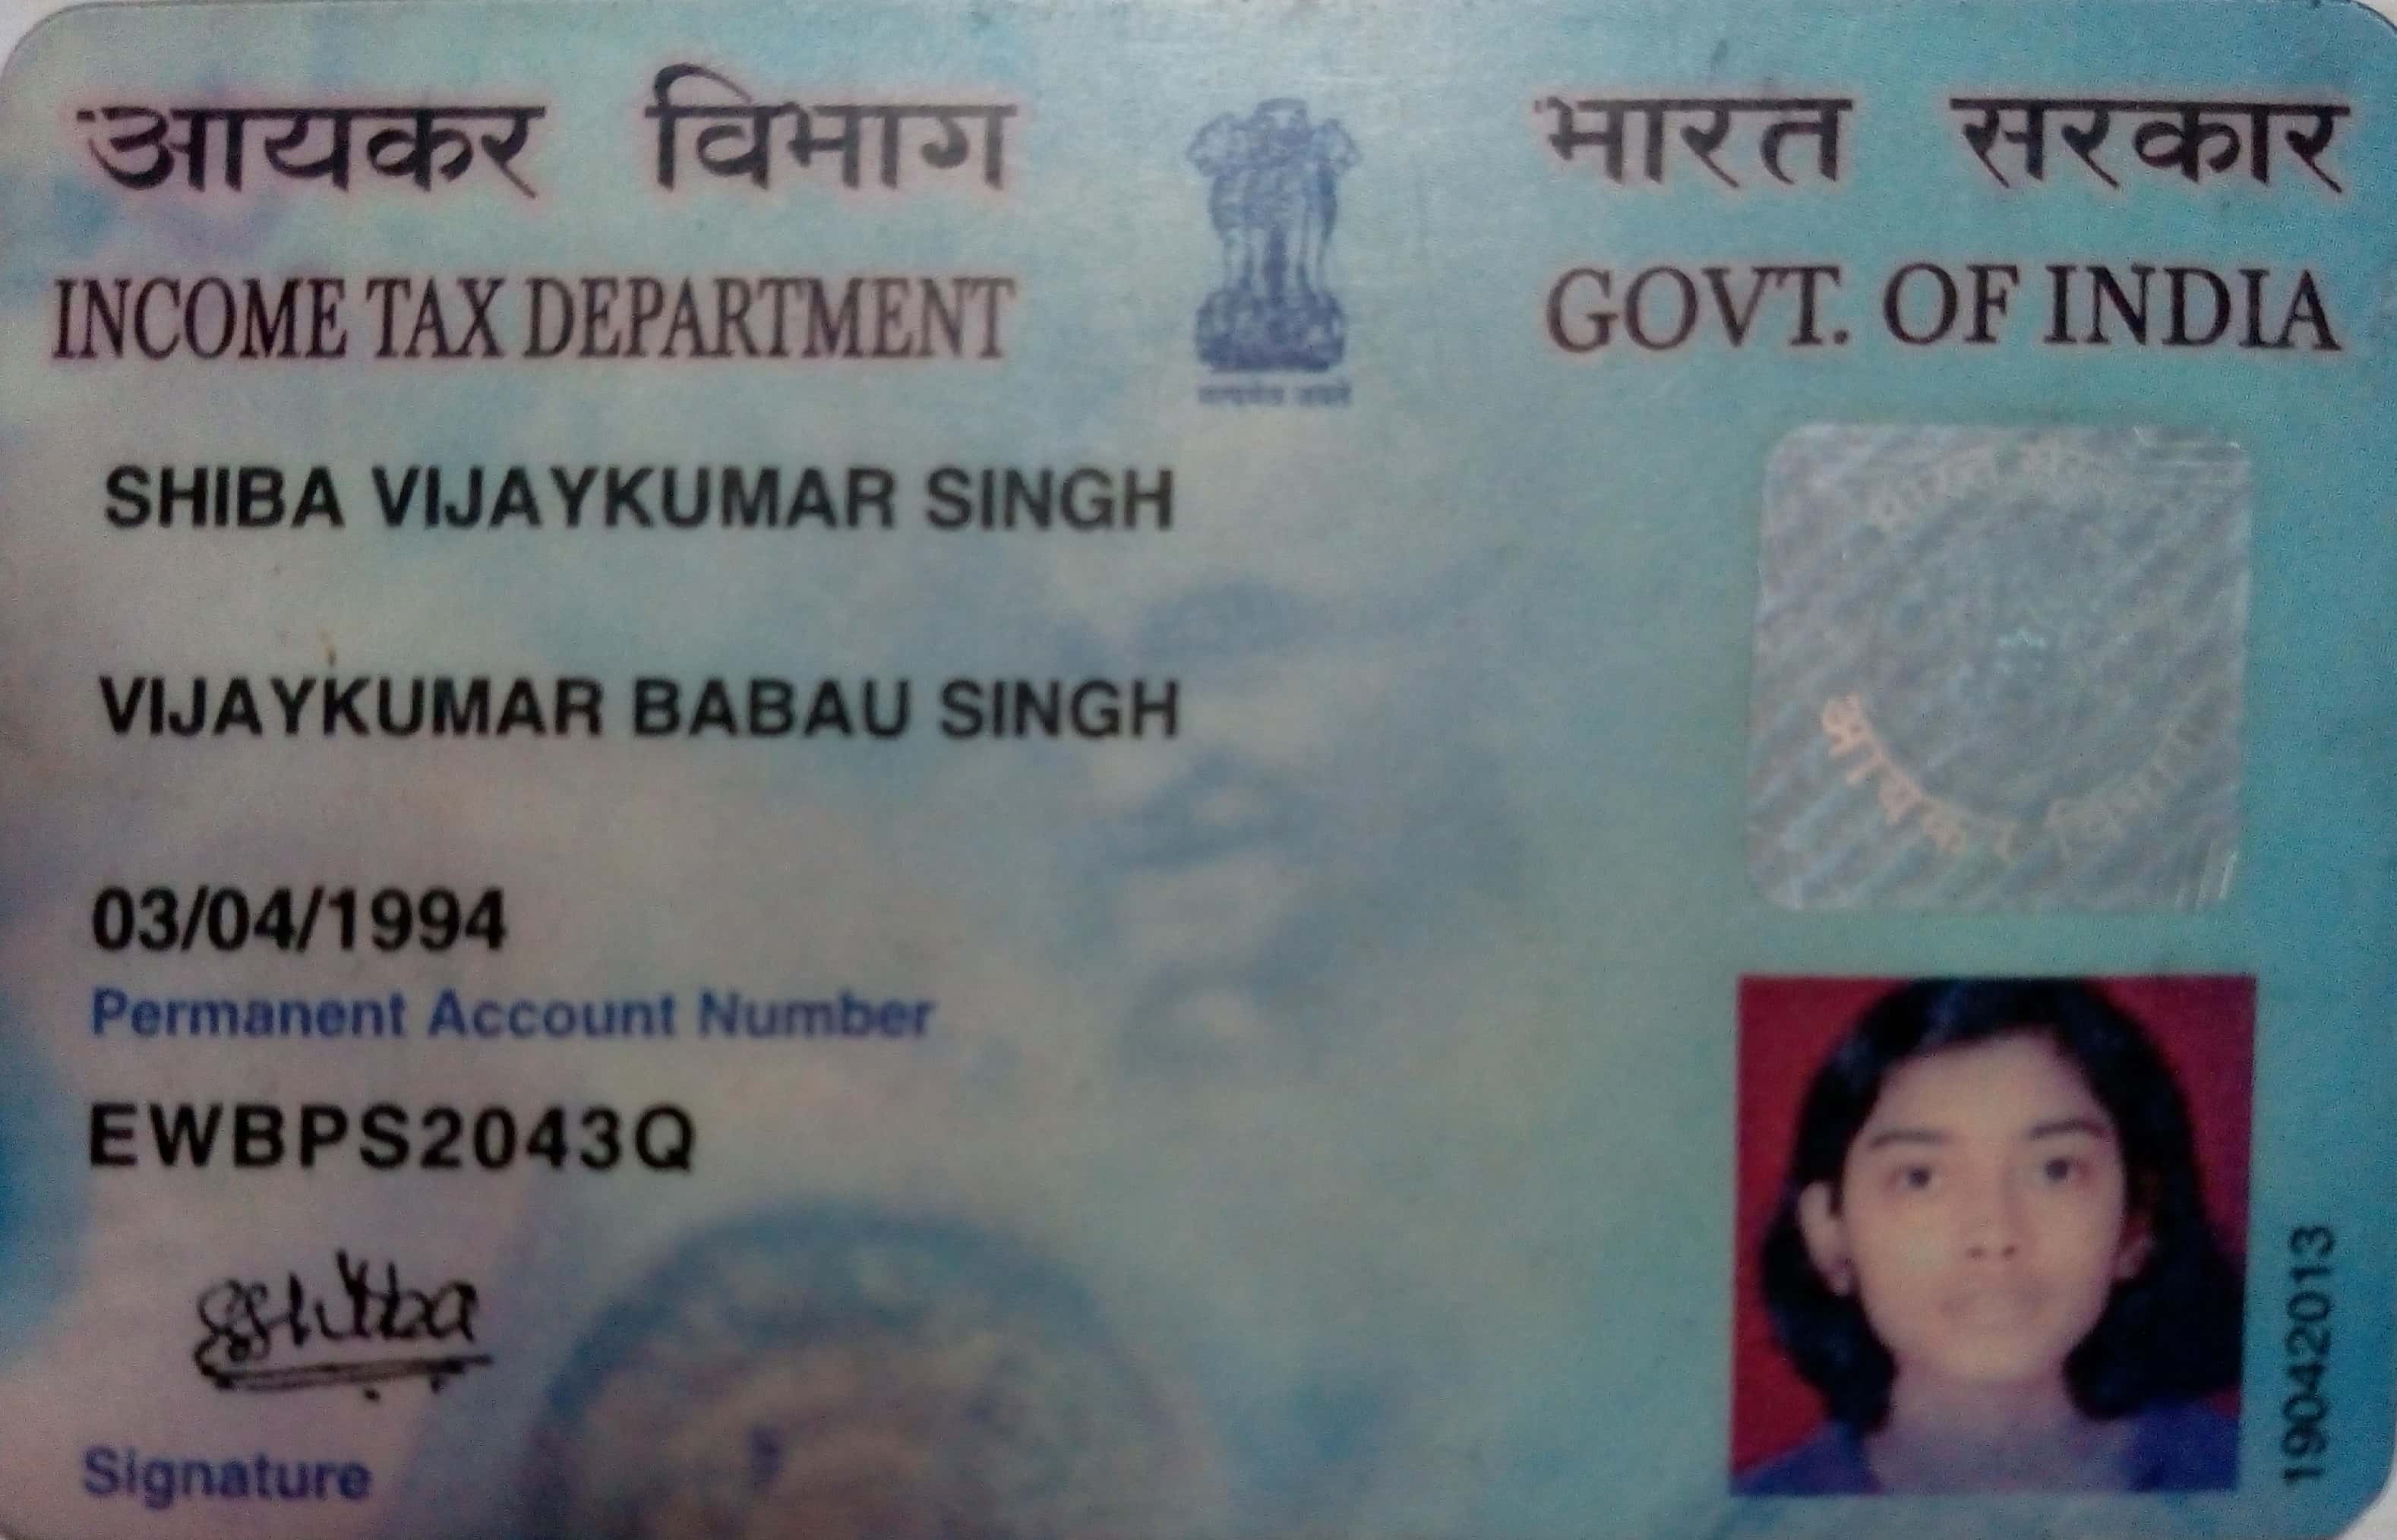 आयकर विभाग
भारत सरकार
INCOME TAX DEPARTMENT
GOVT. OF INDIA
सत्यमेव जयते
SHIBA VIJAYKUMAR SINGH
VIJAYKUMAR BABAU SINGH
03/04/1994
Permanent Account Number
EWBPS2043Q
Signature
19042013
आयकर विभाग